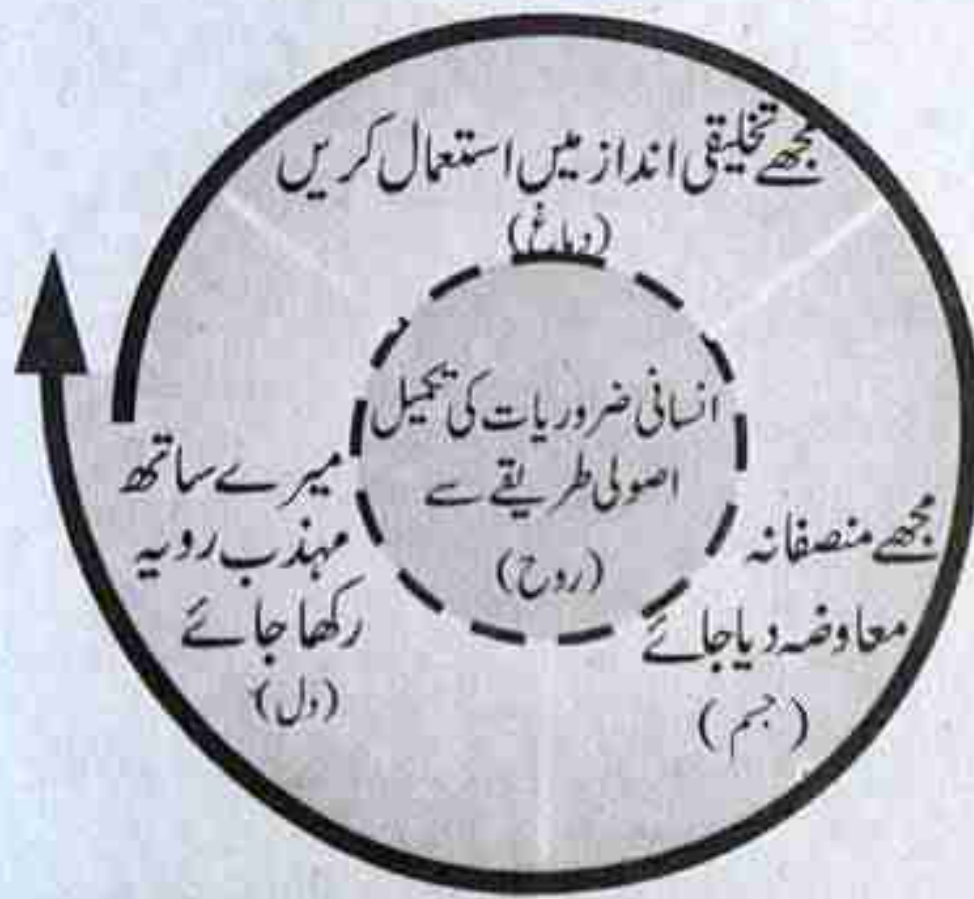 مجھے تخلیقی انداز میں استعمال کریں
(دماغ)
انسانی ضروریات کی تکمیل
اصولی طریقے سے
(روح)
مجھے منصفانہ
معاوضہ دیا جائے
(جسم)
میرے ساتھ
مہذب رویہ
رکھا جائے
(دل)